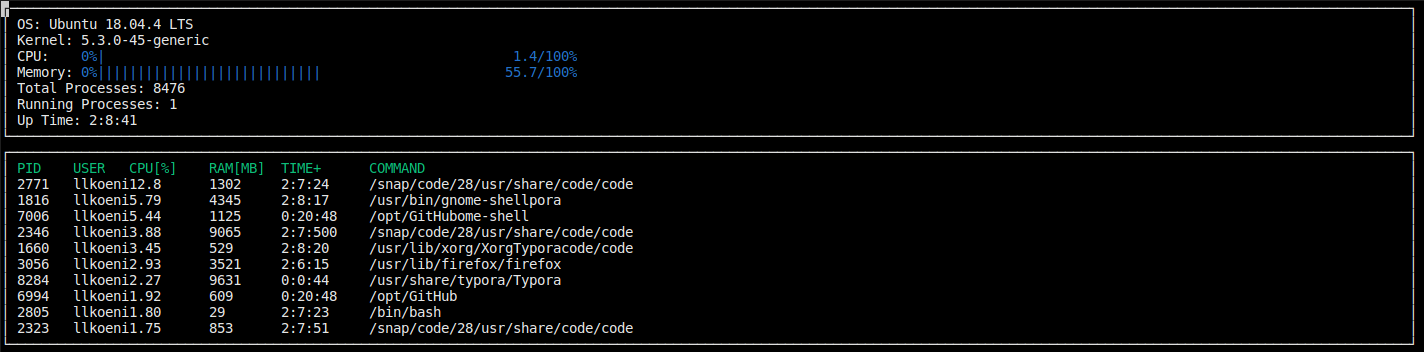 OS: Ubuntu 18.04.4 LTS
Kernel: 5.3.0-45-generic
CPU: 0%| 1.4/100%
Memory: 0%|||||||||||||||||||||||||||| 55.7/100%
Total Processes: 8476
Running Processes: 1
Up Time: 2:8:41
PID USER CPU[%] RAM[MB] TIME+ COMMAND
2771 llkoeni12.8 1302 2:7:24 /snap/code/28/usr/share/code/code
1816 llkoeni5.79 4345 2:8:17 /usr/bin/gnome-shellpora
7006 llkoeni5.44 1125 0:20:48 /opt/GitHubome-shell
2346 llkoeni3.88 9065 2:7:500 /snap/code/28/usr/share/code/code
1660 llkoeni3.45 529 2:8:20 /usr/lib/xorg/XorgTyporacode/code
3056 llkoeni2.93 3521 2:6:15 /usr/lib/firefox/firefox
8284 llkoeni2.27 9631 0:0:44 /usr/share/typora/Typora
6994 llkoeni1.92 609 0:20:48 /opt/GitHub
2805 llkoeni1.80 29 2:7:23 /bin/bash
2323 llkoeni1.75 853 2:7:51 /snap/code/28/usr/share/code/code